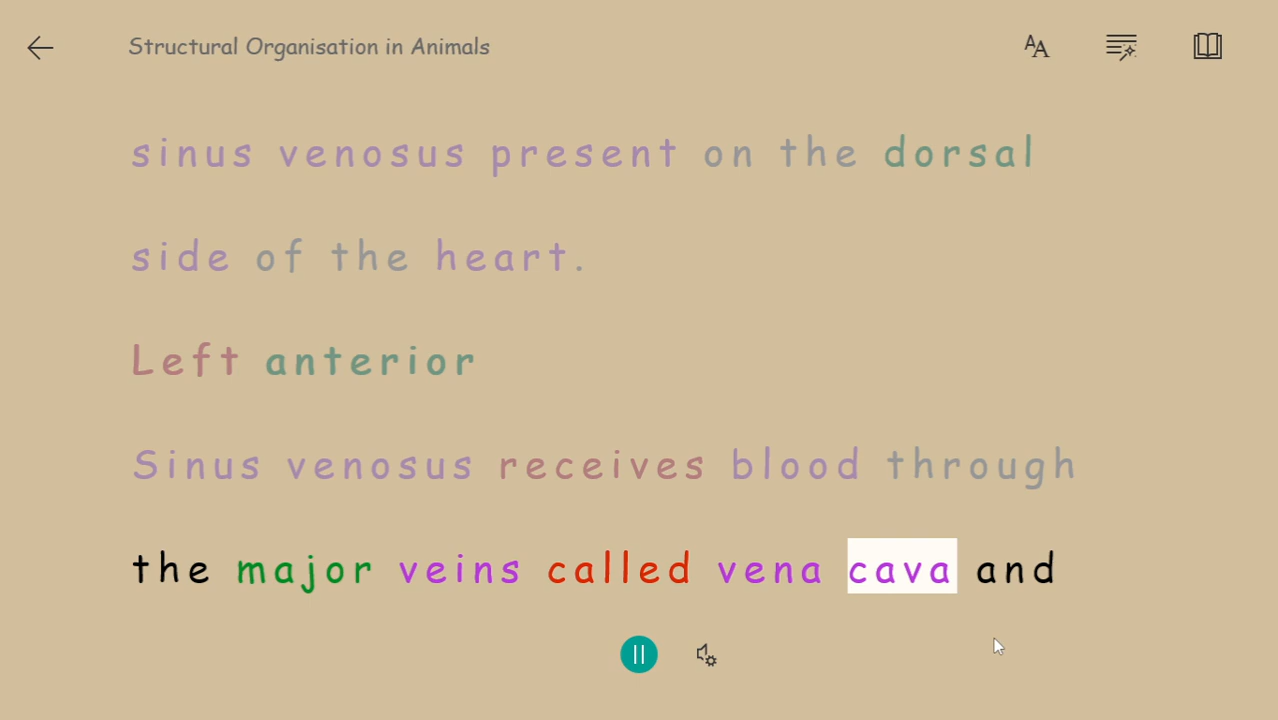 Structural Organisation in Animals
sinus venosus present on the dorsal
side of the heart.
Left anterior
Sinus venosus receives blood through
the major veins called vena cava and